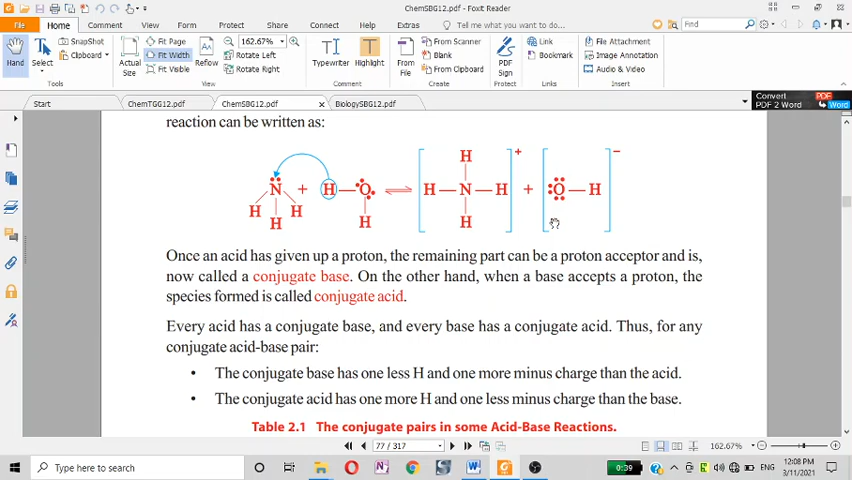 ChemSBG12.pdf - Foxit Reader
File
Home
Comment
View
Form
Protect
Share
Connect
Help
Extras
Tell me what you want to do...
Find
Hand
Select
SnapShot
Clipboard
Actual Size
Fit Page
Fit Width
Fit Visible
Reflow
162.67%
Rotate Left
Rotate Right
Typewriter
Highlight
From File
From Scanner
Blank
From Clipboard
PDF Sign
Link
Bookmark
File Attachment
Image Annotation
Audio & Video
Tools
View
Comment
Create
Protect
Links
Insert
Start
ChemTGG12.pdf
ChemSBG12.pdf
BiologySBG12.pdf
Convert
PDF 2 Word
PDF
Word
reaction can be written as:
H +
N + H — O ⇌ H — N — H + O — H −
H H
H H H
Once an acid has given up a proton, the remaining part can be a proton acceptor and is,
now called a conjugate base. On the other hand, when a base accepts a proton, the
species formed is called conjugate acid.
Every acid has a conjugate base, and every base has a conjugate acid. Thus, for any
conjugate acid-base pair:
• The conjugate base has one less H and one more minus charge than the acid.
• The conjugate acid has one more H and one less minus charge than the base.
Table 2.1 The conjugate pairs in some Acid-Base Reactions.
77 / 317
162.67%
Type here to search
0:39
ENG
12:08 PM
3/11/2021